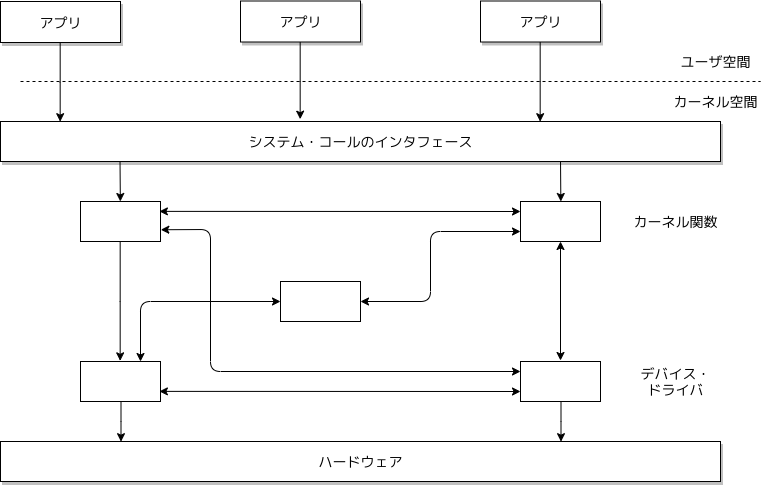 アプリ
アプリ
アプリ
ユーザ空間
カーネル空間
システム・コールのインタフェース
カーネル関数
デバイス・
ドライバ
ハードウェア